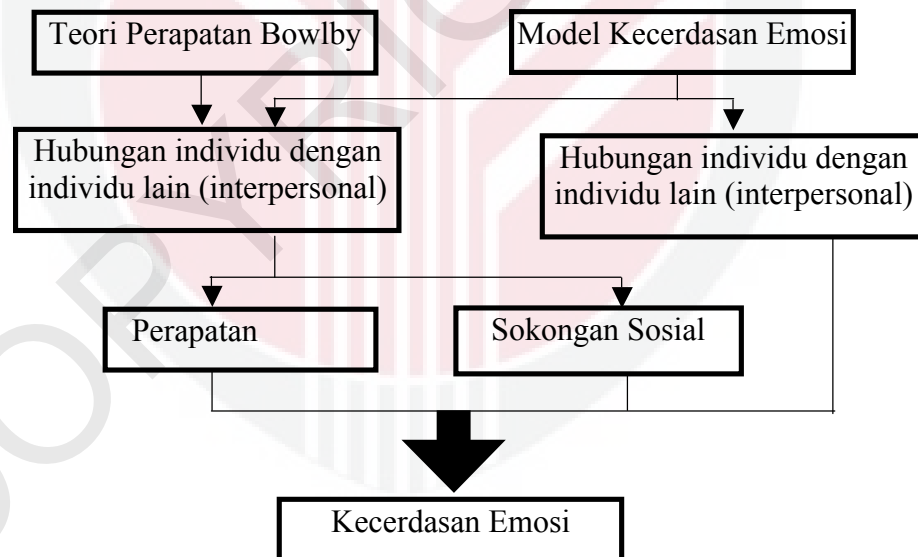 Teori Perapatan Bowlby
Model Kecerdasan Emosi
Hubungan individu dengan
individu lain (interpersonal)
Hubungan individu dengan
individu lain (interpersonal)
Perapatan
Sokongan Sosial
Kecerdasan Emosi
COPYRI